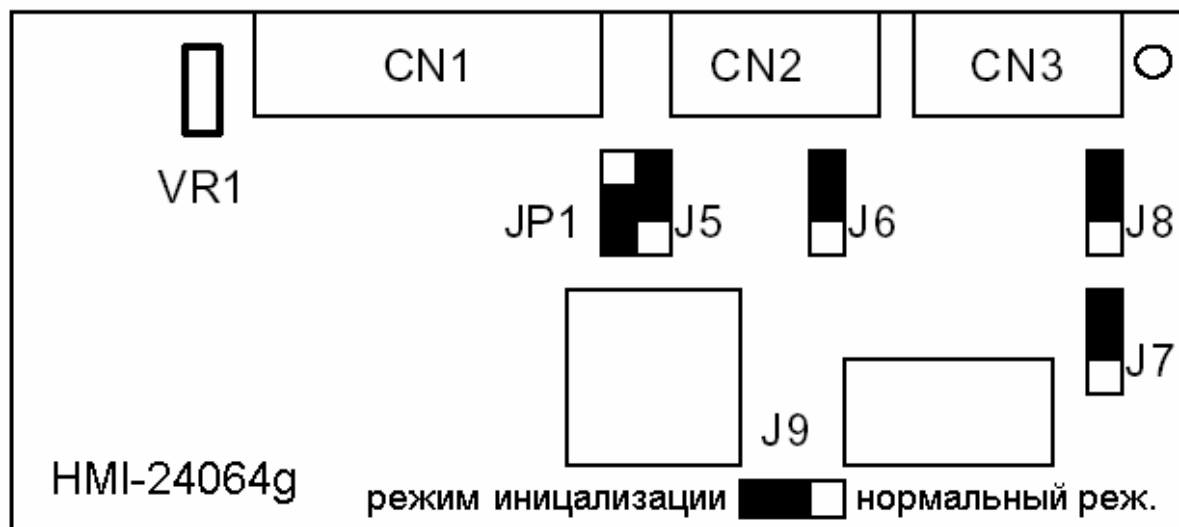 CN1 CN2 CN3
VR1
JP1 J5 J6 J8
J7
J9
HMI-24064g
режим иницализации нормальный реж.